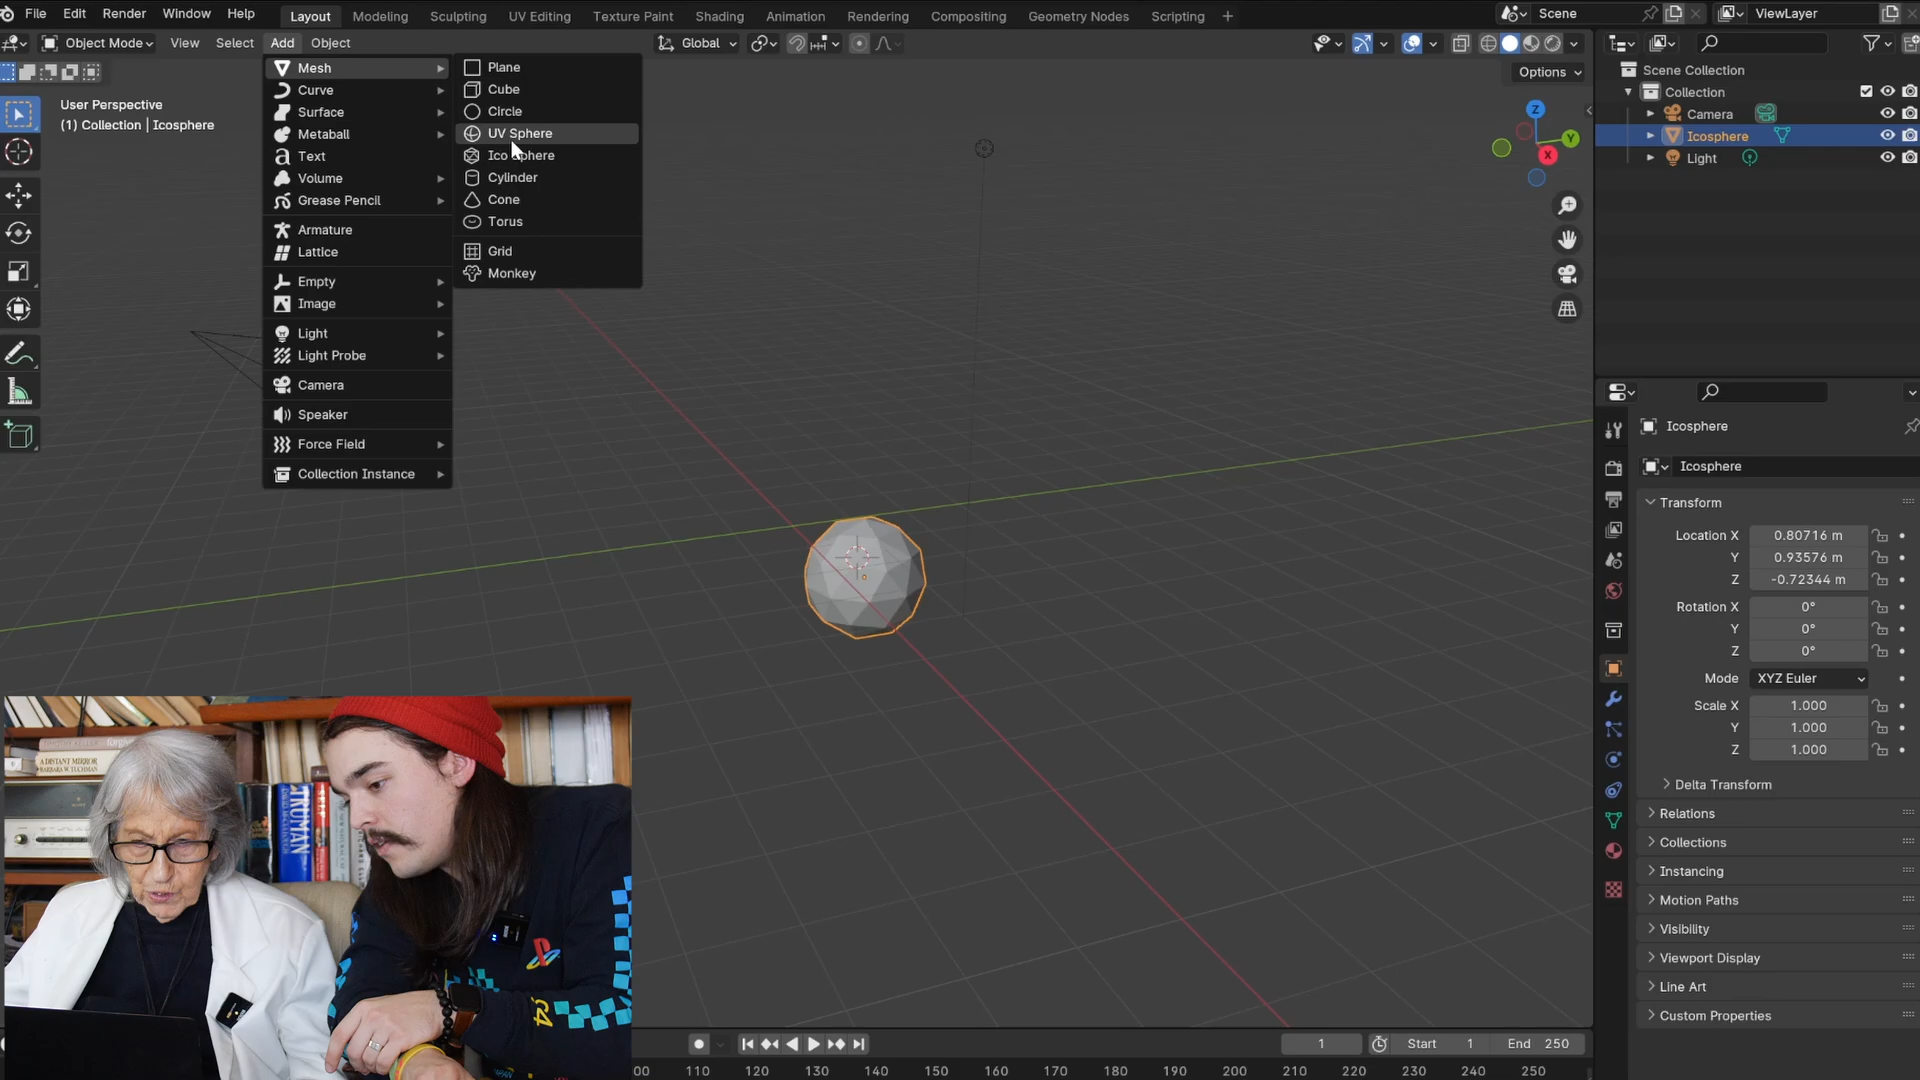 File Edit Render Window Help Layout Modeling Sculpting UV Editing Texture Paint Shading Animation Rendering Compositing Geometry Nodes Scripting + Scene ViewLayer
Object Mode View Select Add Object Global
Options
User Perspective
(1) Collection | Icosphere
Mesh
Curve
Surface
Metaball
Text
Volume
Grease Pencil
Armature
Lattice
Empty
Image
Light
Light Probe
Camera
Speaker
Force Field
Collection Instance
Plane
Cube
Circle
UV Sphere
Ico Sphere
Cylinder
Cone
Torus
Grid
Monkey
Z
Y
X
Scene Collection
Collection
Camera
Icosphere
Light
Icosphere
Icosphere
Transform
Location X 0.80716 m
Y 0.93576 m
Z -0.72344 m
Rotation X 0°
Y 0°
Z 0°
Mode XYZ Euler
Scale X 1.000
Y 1.000
Z 1.000
Delta Transform
Relations
Collections
Instancing
Motion Paths
Visibility
Viewport Display
Line Art
Custom Properties
A DISTANT MIRROR
BARBARA W. TUCHMAN
TRUMAN
1 Start 1 End 250
00 110 120 130 140 150 160 170 180 190 200 210 220 230 240 250